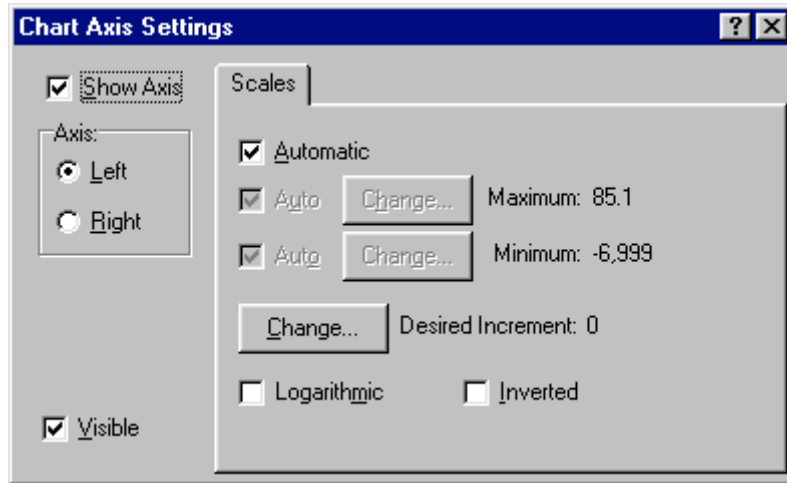 Chart Axis Settings
Show Axis
Axis:
Left
Right
Visible
Scales
Automatic
Auto Change... Maximum: 85.1
Auto Change... Minimum: -6,999
Change... Desired Increment: 0
Logarithmic Inverted